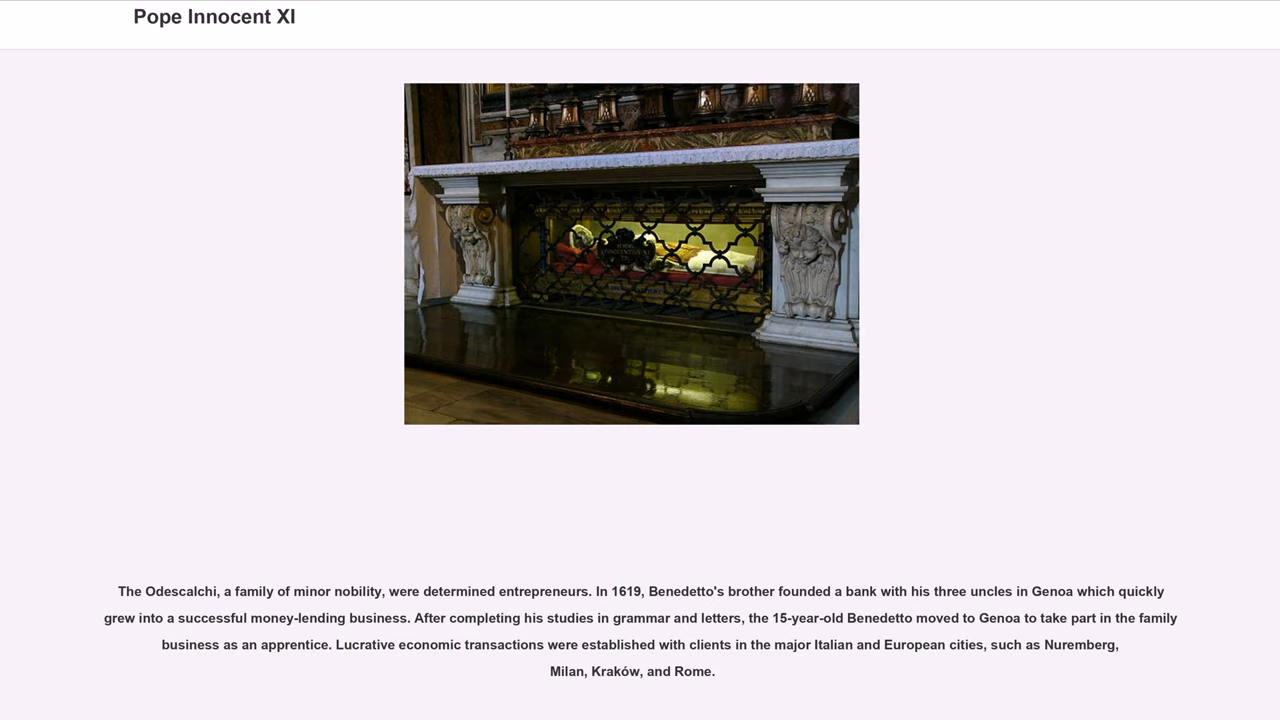 Pope Innocent XI
The Odescalchi, a family of minor nobility, were determined entrepreneurs. In 1619, Benedetto's brother founded a bank with his three uncles in Genoa which quickly
grew into a successful money-lending business. After completing his studies in grammar and letters, the 15-year-old Benedetto moved to Genoa to take part in the family
business as an apprentice. Lucrative economic transactions were established with clients in the major Italian and European cities, such as Nuremberg,
Milan, Kraków, and Rome.